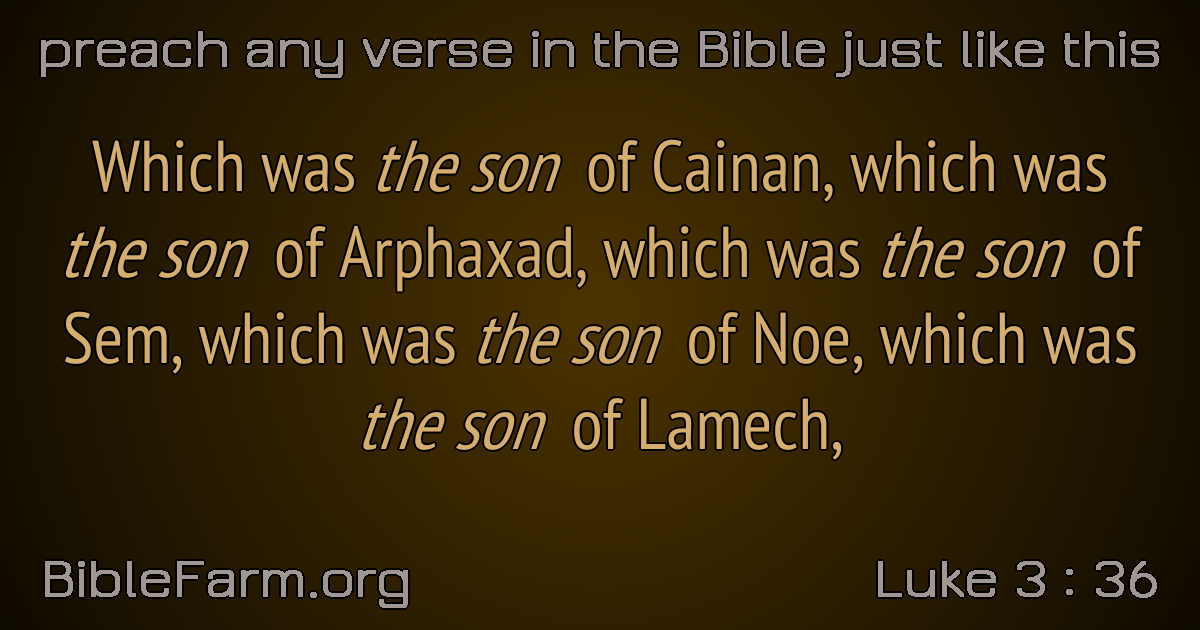 preach any verse in the Bible just like this
Which was the son of Cainan, which was
the son of Arphaxad, which was the son of
Sem, which was the son of Noe, which was
the son of Lamech,
BibleFarm.org
Luke 3 : 36